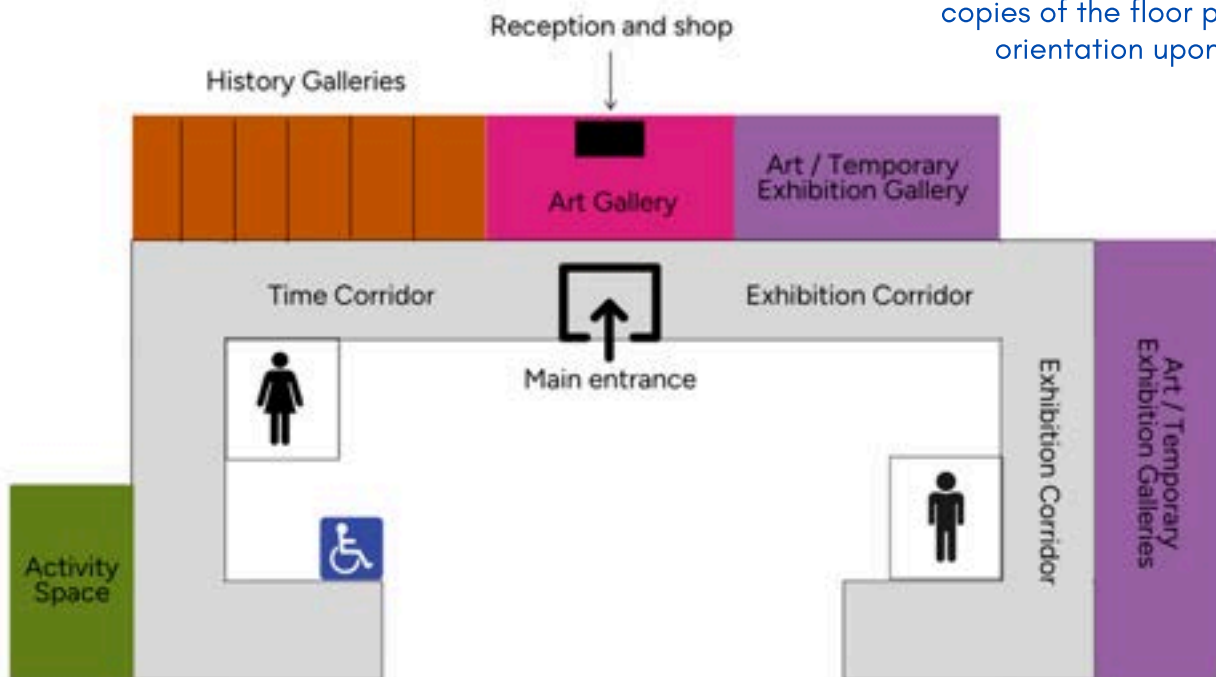 copies of the floor p
orientation upon
Reception and shop
History Galleries
Art Gallery
Art / Temporary
Exhibition Gallery
Time Corridor
Exhibition Corridor
Main entrance
Exhibition Corridor
Art / Temporary
Exhibition Galleries
Activity
Space